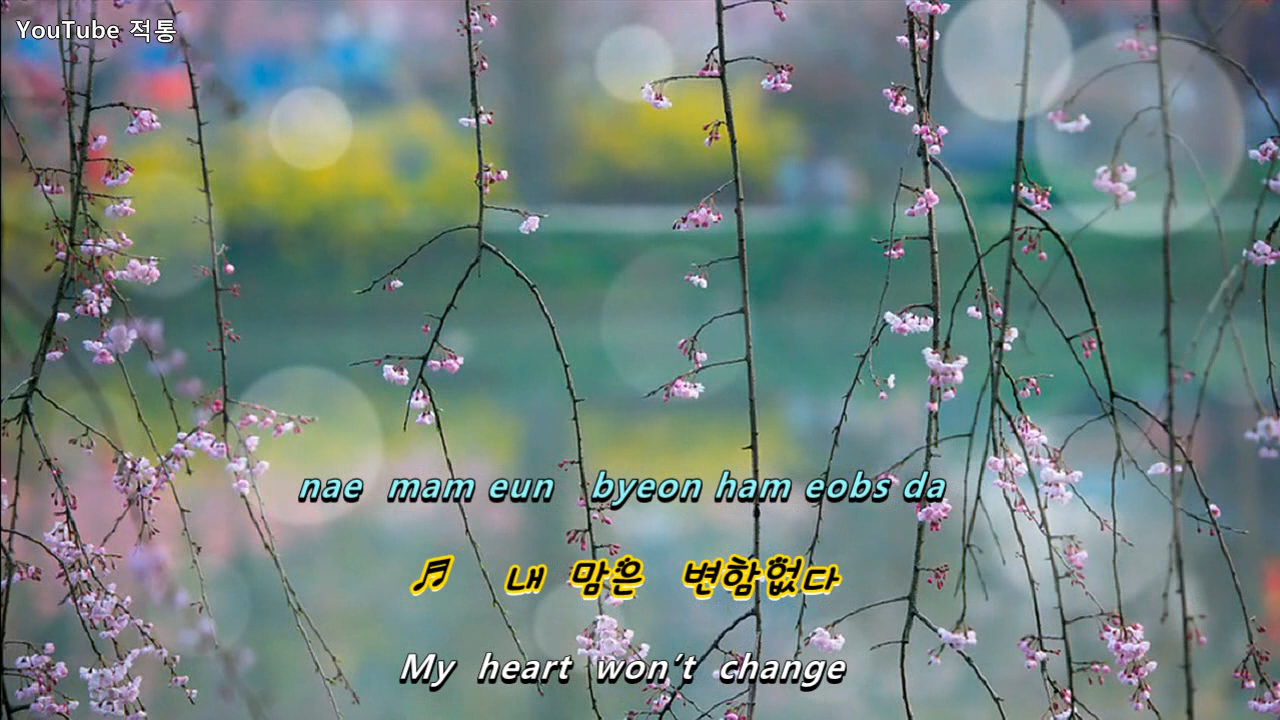 YouTube 적통
nae mam eun byeon ham eobs da
♬ 내 맘은 변함없다
My heart won't change